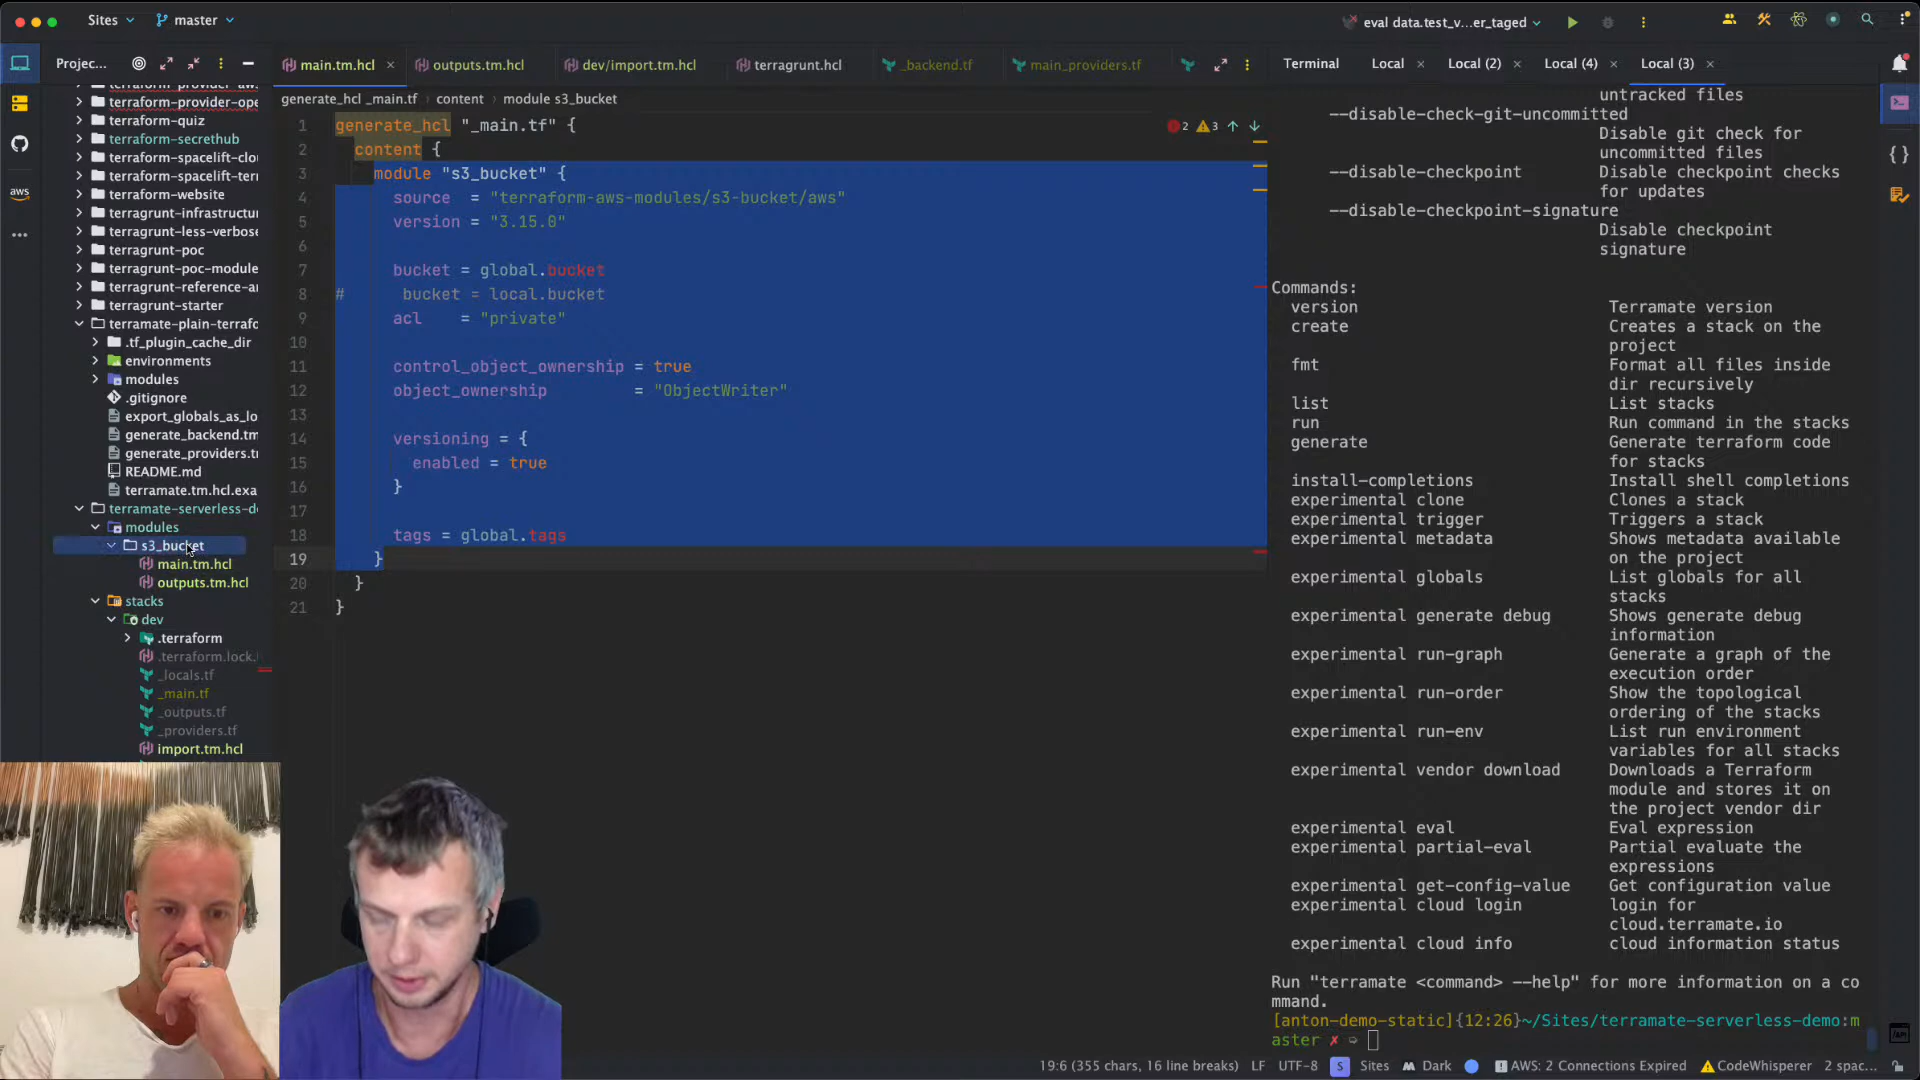 Sites
master
eval data.test_v...er_taged
Projec...
main.tm.hcl
outputs.tm.hcl
dev/import.tm.hcl
terragrunt.hcl
_backend.tf
main_providers.tf
Terminal
Local
Local (2)
Local (4)
Local (3)
generate_hcl _main.tf
content
module s3_bucket
terraform-provider-ope
terraform-quiz
terraform-secrethub
terraform-spacelift-clo
terraform-spacelift-ter
terraform-website
terragrunt-infrastructu
terragrunt-less-verbose
terragrunt-poc
terragrunt-poc-module
terragrunt-reference-ar
terragrunt-starter
terramate-plain-terrafo
.tf_plugin_cache_dir
environments
modules
.gitignore
export_globals_as_lo
generate_backend.tm
generate_providers.tr
README.md
terramate.tm.hcl.exa
terramate-serverless-de
modules
s3_bucket
main.tm.hcl
outputs.tm.hcl
stacks
dev
.terraform
.terraform.lock.
_locals.tf
_main.tf
_outputs.tf
_providers.tf
import.tm.hcl
aws
1 generate_hcl "_main.tf" {
2 content {
3 module "s3_bucket" {
4 source  = "terraform-aws-modules/s3-bucket/aws"
5 version = "3.15.0"
6
7 bucket = global.bucket
8 # bucket = local.bucket
9 acl    = "private"
10
11 control_object_ownership = true
12 object_ownership         = "ObjectWriter"
13
14 versioning = {
15 enabled = true
16 }
17
18 tags = global.tags
19 }
20 }
21 }
2 3
untracked files
--disable-check-git-uncommitted
Disable git check for
uncommitted files
--disable-checkpoint Disable checkpoint checks
for updates
--disable-checkpoint-signature
Disable checkpoint
signature
Commands:
version Terramate version
create Creates a stack on the
project
fmt Format all files inside
dir recursively
list List stacks
run Run command in the stacks
generate Generate terraform code
for stacks
install-completions Install shell completions
experimental clone Clones a stack
experimental trigger Triggers a stack
experimental metadata Shows metadata available
on the project
experimental globals List globals for all
stacks
experimental generate debug Shows generate debug
information
experimental run-graph Generate a graph of the
execution order
experimental run-order Show the topological
ordering of the stacks
experimental run-env List run environment
variables for all stacks
experimental vendor download Downloads a Terraform
module and stores it on
the project vendor dir
experimental eval Eval expression
experimental partial-eval Partial evaluate the
expressions
experimental get-config-value Get configuration value
experimental cloud login login for
cloud.terramate.io
experimental cloud info cloud information status
Run "terramate <command> --help" for more information on a co
mmand.
[anton-demo-static]{12:26}~/Sites/terramate-serverless-demo:m
aster ✗ ➭
19:6 (355 chars, 16 line breaks)
LF
UTF-8
S
Sites
Dark
AWS: 2 Connections Expired
CodeWhisperer
2 spac...